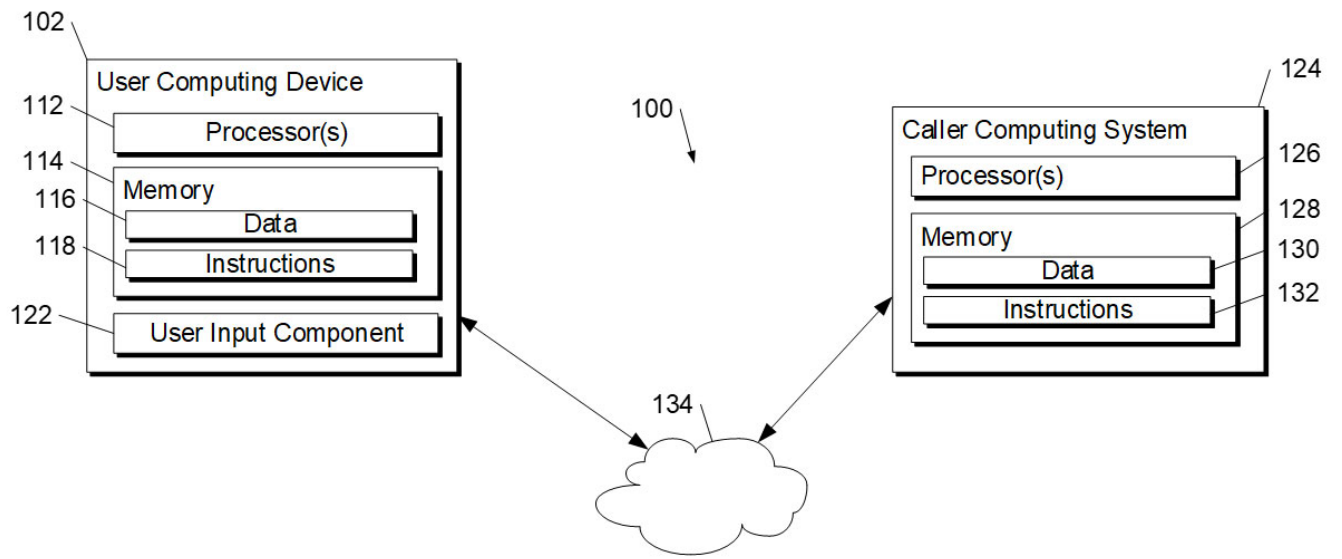 102
User Computing Device
112
Processor(s)
114
Memory
116
Data
118
Instructions
122
User Input Component
100
124
Caller Computing System
126
Processor(s)
128
Memory
130
Data
132
Instructions
134